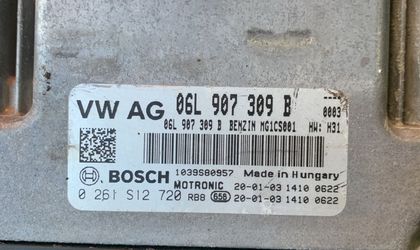 VW AG 06L 907 309 B ----
0003
06L 907 309 B BENZIN MG1CS001 HW: H31
BOSCH 1039S80957 Made in Hungary
MOTRONIC 20-01-03 1410 0622
0 261 S12 720 RBB 658 20-01-03 1410 0622